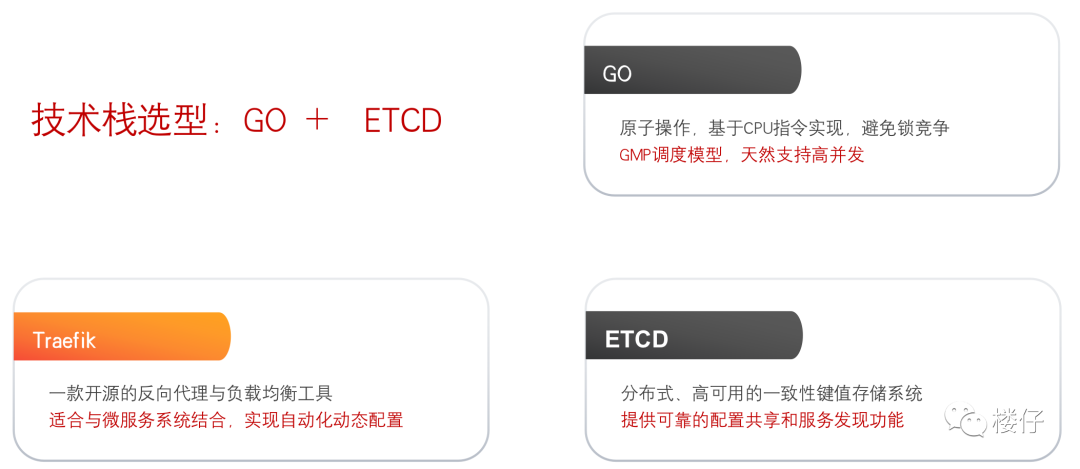 技术栈选型：GO + ETCD
GO
原子操作，基于CPU指令实现，避免锁竞争
GMP调度模型，天然支持高并发
Traefik
一款开源的反向代理与负载均衡工具
适合与微服务系统结合，实现自动化动态配置
ETCD
分布式、高可用的一致性键值存储系统
提供可靠的配置共享和服务发现功能
楼仔